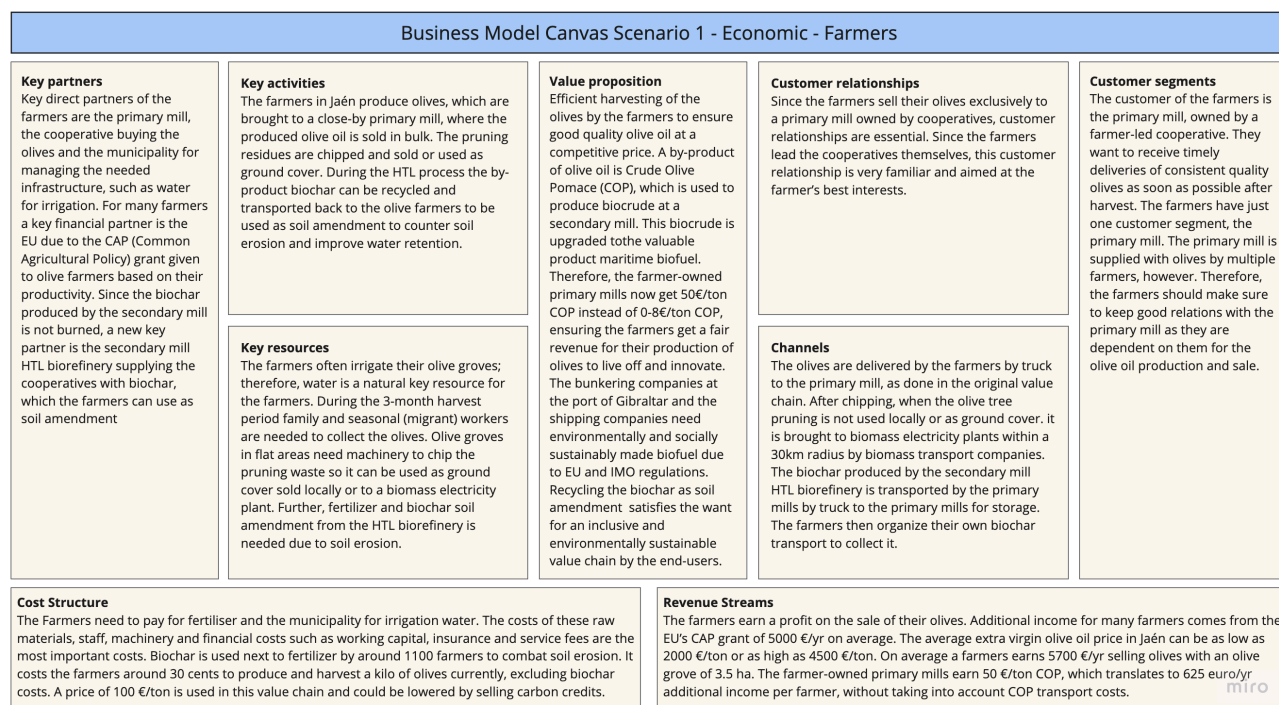 Business Model Canvas Scenario 1 - Economic - Farmers
Key partners
Key direct partners of the
farmers are the primary mill,
the cooperative buying the
olives and the municipality for
managing the needed
infrastructure, such as water
for irrigation. For many farmers
a key financial partner is the
EU due to the CAP (Common
Agricultural Policy) grant given
to olive farmers based on their
productivity. Since the biochar
produced by the secondary mill
is not burned, a new key
partner is the secondary mill
HTL biorefinery supplying the
cooperatives with biochar,
which the farmers can use as
soil amendment
Key activities
The farmers in Jaén produce olives, which are
brought to a close-by primary mill, where the
produced olive oil is sold in bulk. The pruning
residues are chipped and sold or used as
ground cover. During the HTL process the by-
product biochar can be recycled and
transported back to the olive farmers to be
used as soil amendment to counter soil
erosion and improve water retention.
Key resources
The farmers often irrigate their olive groves;
therefore, water is a natural key resource for
the farmers. During the 3-month harvest
period family and seasonal (migrant) workers
are needed to collect the olives. Olive groves
in flat areas need machinery to chip the
pruning waste so it can be used as ground
cover sold locally or to a biomass electricity
plant. Further, fertilizer and biochar soil
amendment from the HTL biorefinery is
needed due to soil erosion.
Value proposition
Efficient harvesting of the
olives by the farmers to ensure
good quality olive oil at a
competitive price. A by-product
of olive oil is Crude Olive
Pomace (COP), which is used to
produce biocrude at a
secondary mill. This biocrude is
upgraded tothe valuable
product maritime biofuel.
Therefore, the farmer-owned
primary mills now get 50€/ton
COP instead of 0-8€/ton COP,
ensuring the farmers get a fair
revenue for their production of
olives to live off and innovate.
The bunkering companies at
the port of Gibraltar and the
shipping companies need
environmentally and socially
sustainably made biofuel due
to EU and IMO regulations.
Recycling the biochar as soil
amendment satisfies the want
for an inclusive and
environmentally sustainable
value chain by the end-users.
Customer relationships
Since the farmers sell their olives exclusively to
a primary mill owned by cooperatives, customer
relationships are essential. Since the farmers
lead the cooperatives themselves, this customer
relationship is very familiar and aimed at the
farmer's best interests.
Channels
The olives are delivered by the farmers by truck
to the primary mill, as done in the original value
chain. After chipping, when the olive tree
pruning is not used locally or as ground cover. it
is brought to biomass electricity plants within a
30km radius by biomass transport companies.
The biochar produced by the secondary mill
HTL biorefinery is transported by the primary
mills by truck to the primary mills for storage.
The farmers then organize their own biochar
transport to collect it.
Customer segments
The customer of the farmers is
the primary mill, owned by a
farmer-led cooperative. They
want to receive timely
deliveries of consistent quality
olives as soon as possible after
harvest. The farmers have just
one customer segment, the
primary mill. The primary mill is
supplied with olives by multiple
farmers, however. Therefore,
the farmers should make sure
to keep good relations with the
primary mill as they are
dependent on them for the
olive oil production and sale.
Cost Structure
The Farmers need to pay for fertiliser and the municipality for irrigation water. The costs of these raw
materials, staff, machinery and financial costs such as working capital, insurance and service fees are the
most important costs. Biochar is used next to fertilizer by around 1100 farmers to combat soil erosion. It
costs the farmers around 30 cents to produce and harvest a kilo of olives currently, excluding biochar
costs. A price of 100 €/ton is used in this value chain and could be lowered by selling carbon credits.
Revenue Streams
The farmers earn a profit on the sale of their olives. Additional income for many farmers comes from the
EU's CAP grant of 5000 €/yr on average. The average extra virgin olive oil price in Jaén can be as low as
2000 €/ton or as high as 4500 €/ton. On average a farmers earns 5700 €/yr selling olives with an olive
grove of 3.5 ha. The farmer-owned primary mills earn 50 €/ton COP, which translates to 625 euro/yr
additional income per farmer, without taking into account COP transport costs.
miro